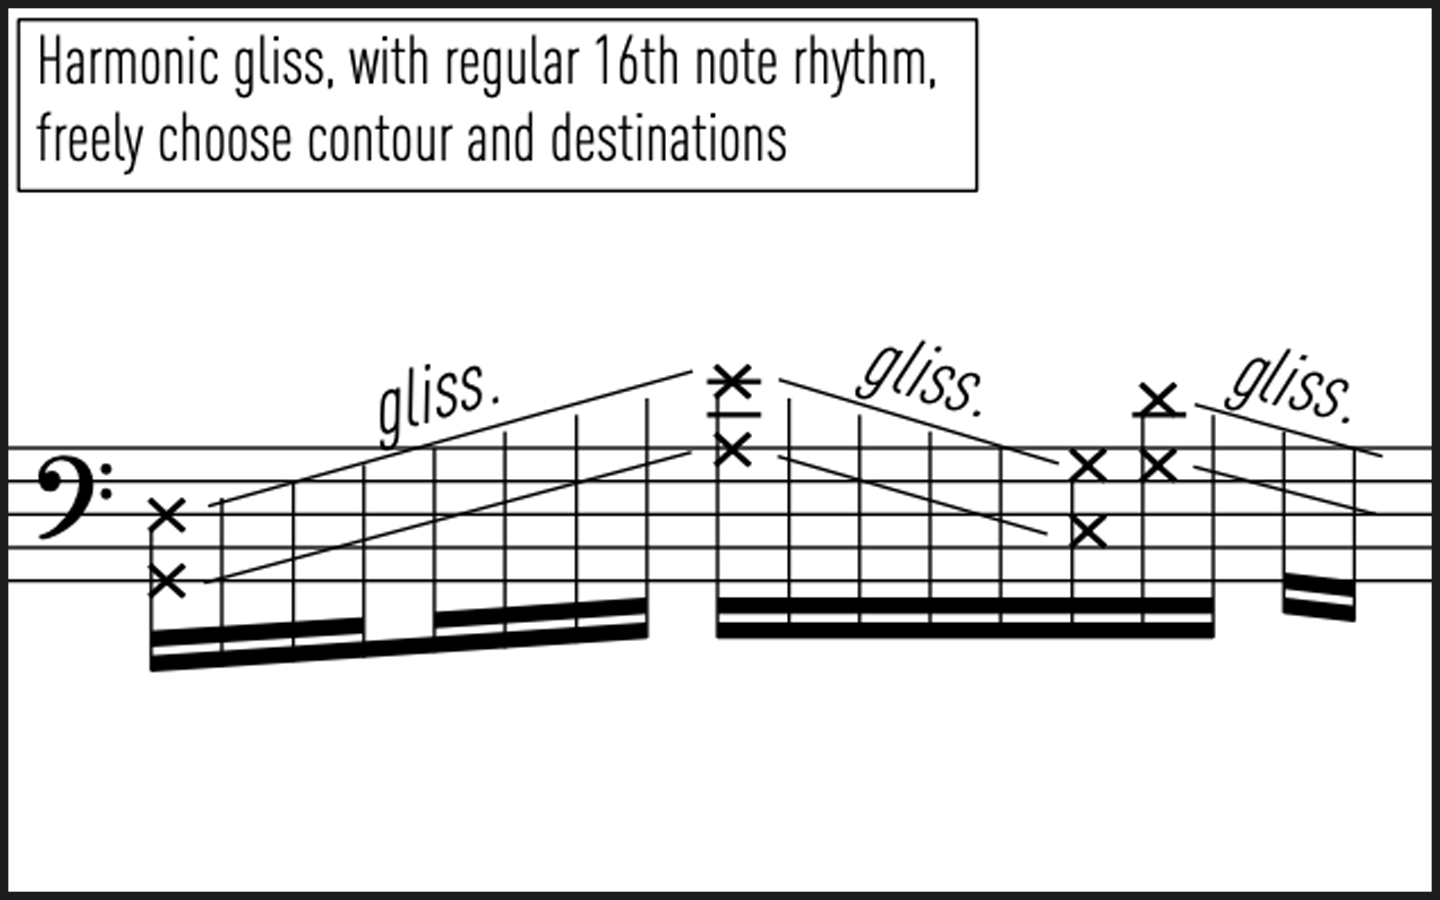 Harmonic gliss, with regular 16th note rhythm,
freely choose contour and destinations
gliss.
gliss.
gliss.